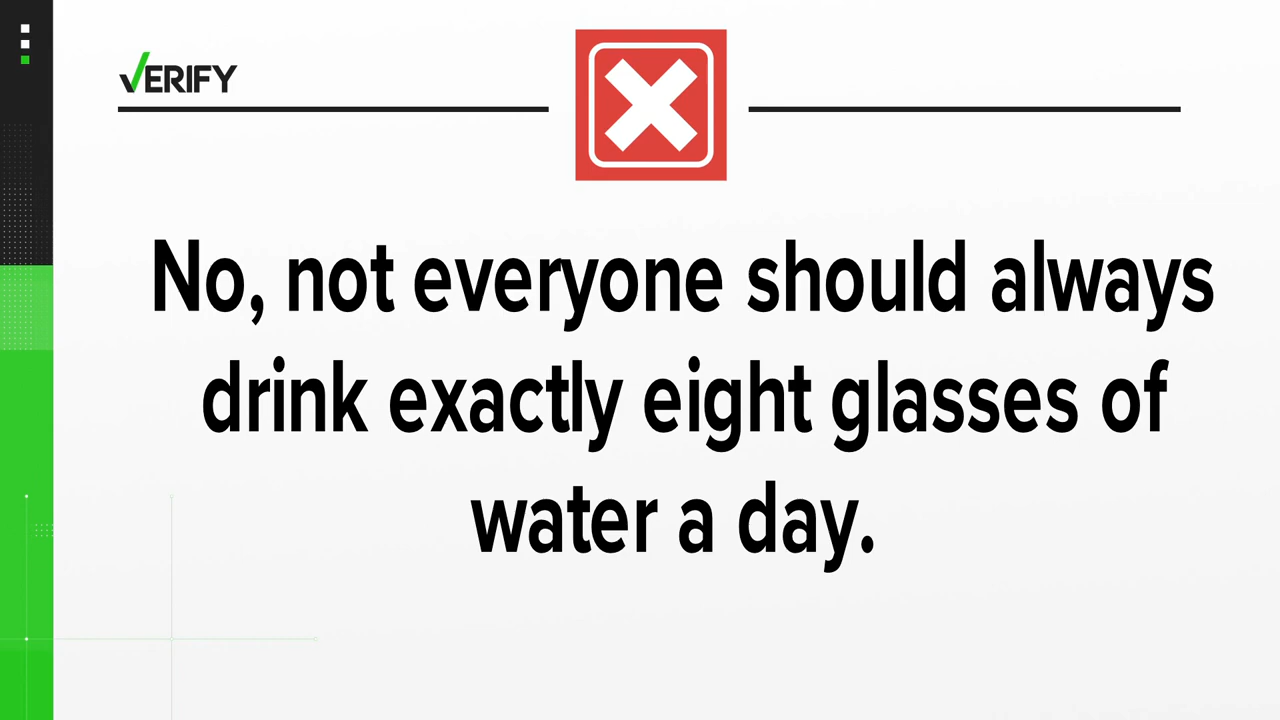 VERIFY
No, not everyone should always
drink exactly eight glasses of
water a day.